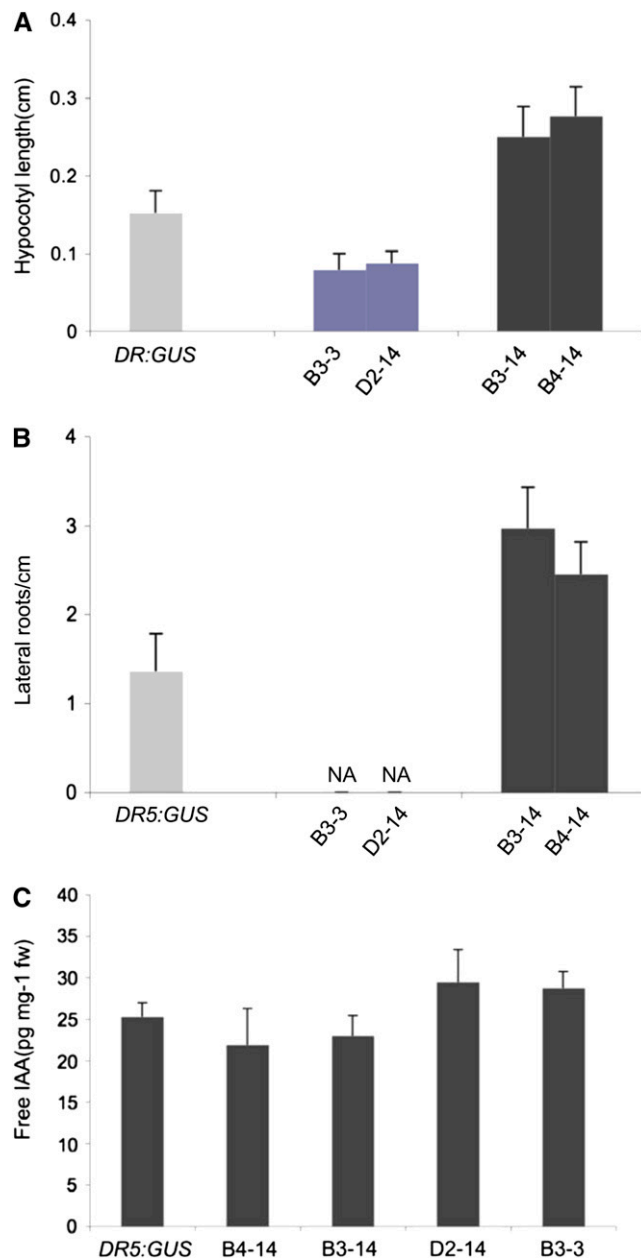 A
Hypocotyl length(cm)
0.4
0.3
0.2
0.1
0
DR:GUS
B3-3
D2-14
B3-14
B4-14
B
Lateral roots/cm
4
3
2
1
0
NA NA
DR5:GUS
B3-3
D2-14
B3-14
B4-14
C
Free IAA(pg mg-1 fw)
40
35
30
25
20
15
10
5
0
DR5:GUS B4-14 B3-14 D2-14 B3-3